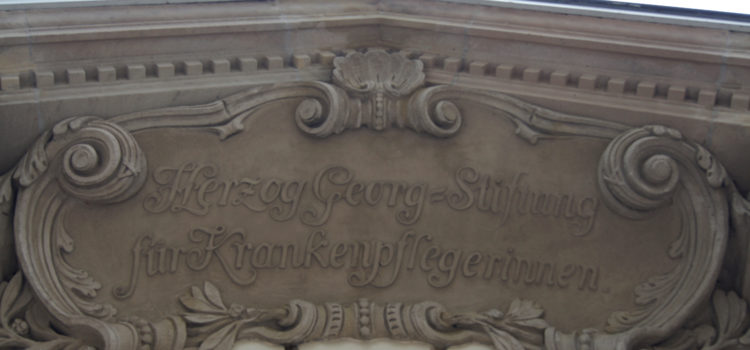 Herzog Georg=Stiftung
für Krankenpflegerinnen.